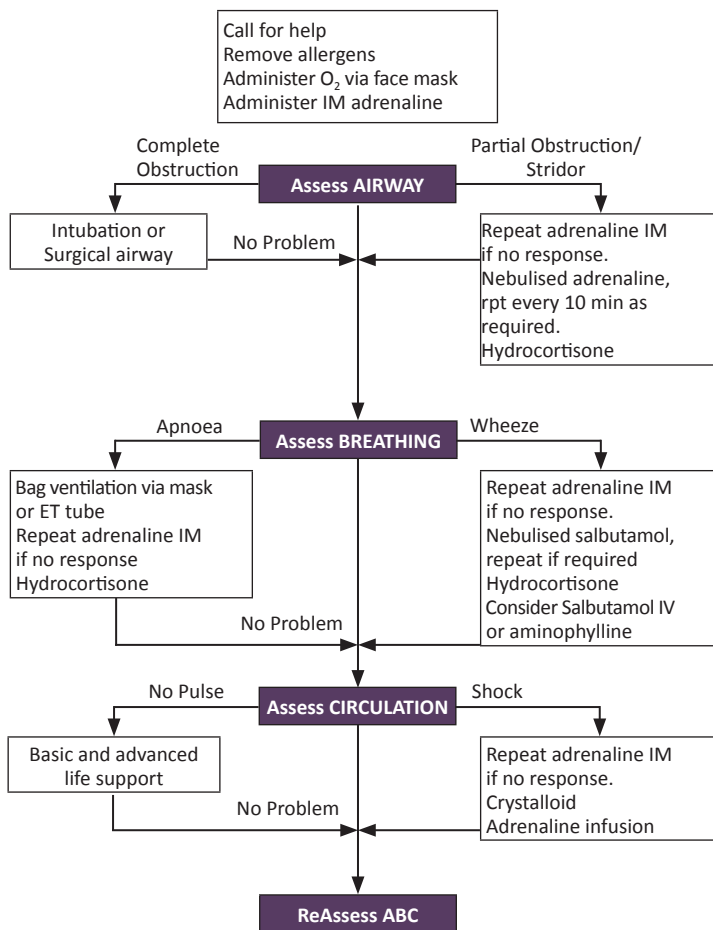 Call for help
Remove allergens
Administer O₂ via face mask
Administer IM adrenaline
Complete
Obstruction
Partial Obstruction/
Stridor
Assess AIRWAY
Intubation or
Surgical airway
No Problem
Repeat adrenaline IM
if no response.
Nebulised adrenaline,
rpt every 10 min as
required.
Hydrocortisone
Apnoea
Assess BREATHING
Wheeze
Bag ventilation via mask
or ET tube
Repeat adrenaline IM
if no response
Hydrocortisone
No Problem
Repeat adrenaline IM
if no response.
Nebulised salbutamol,
repeat if required
Hydrocortisone
Consider Salbutamol IV
or aminophylline
No Pulse
Assess CIRCULATION
Shock
Basic and advanced
life support
No Problem
Repeat adrenaline IM
if no response.
Crystalloid
Adrenaline infusion
ReAssess ABC